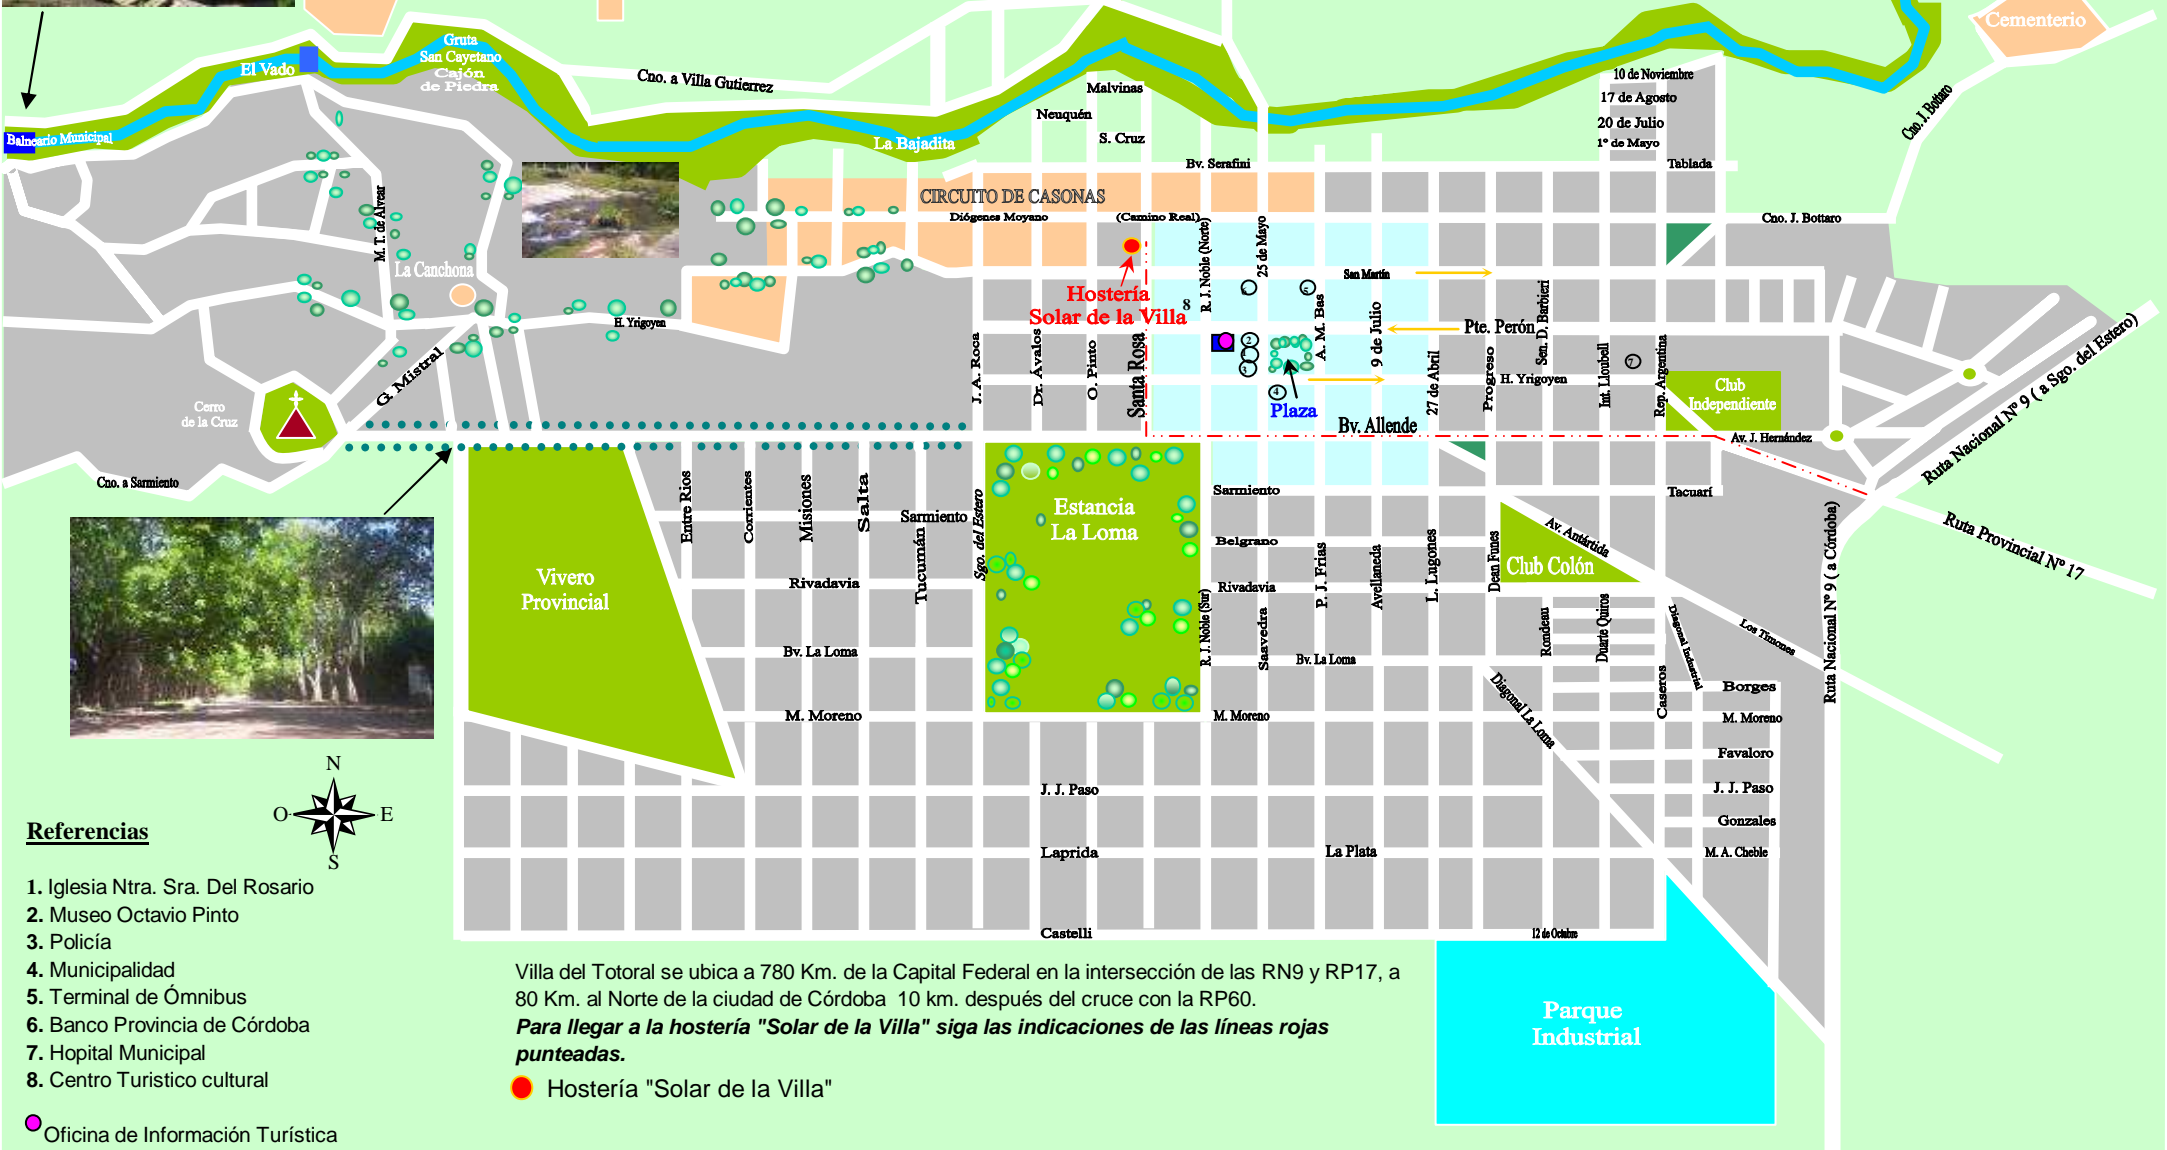 Cementerio
Gruta
San Cayetano
Cajón
de Piedra
El Vado
Cno. a Villa Gutierrez
Balneario Municipal
La Bajadita
Malvinas
Neuquén
S. Cruz
Bv. Serafini
10 de Noviembre
17 de Agosto
20 de Julio
1º de Mayo
Tablada
Cno. J. Bottaro
Cno. J. Bottaro
CIRCUITO DE CASONAS
Diógenes Moyano
(Camino Real)
M. T. de Alvear
La Canchona
H. Yrigoyen
G. Mistral
Cerro
de la Cruz
Cno. a Sarmiento
Hostería
Solar de la Villa
8
R. J. Noble (Norte)
25 de Mayo
San Martín
A. M. Bas
9 de Julio
Pte. Perón
Sen. D. Barbieri
J. A. Roca
Dr. Ávalos
O. Pinto
Santa Rosa
2
3
4
7
Plaza
27 de Abril
Progreso
H. Yrigoyen
Int. Lloubell
Rep. Argentina
Club
Independiente
Bv. Allende
Av. J. Hernández
Ruta Nacional Nº 9 ( a Sgo. del Estero)
Ruta Provincial Nº 17
Ruta Nacional Nº 9 ( a Córdoba)
Entre Rios
Corrientes
Misiones
Salta
Sarmiento
Tucumán
Sgo. del Estero
Estancia
La Loma
Sarmiento
Tacuarí
Belgrano
Rivadavia
Rivadavia
R. J. Noble (Sur)
Saavedra
P. J. Frias
Avellaneda
L. Lugones
Dean Funes
Av. Antártida
Club Colón
Vivero
Provincial
Bv. La Loma
Bv. La Loma
Rondeau
Duarte Quiros
Diagonal Industrial
Los Timones
Caseros
Diagonal La Loma
Borges
M. Moreno
M. Moreno
M. Moreno
Favaloro
J. J. Paso
J. J. Paso
Gonzales
Laprida
La Plata
M. A. Cheble
Castelli
12 de Octubre
Parque
Industrial
N
O
E
S
Referencias
1. Iglesia Ntra. Sra. Del Rosario
2. Museo Octavio Pinto
3. Policía
4. Municipalidad
5. Terminal de Ómnibus
6. Banco Provincia de Córdoba
7. Hopital Municipal
8. Centro Turistico cultural
Oficina de Información Turística
Villa del Totoral se ubica a 780 Km. de la Capital Federal en la intersección de las RN9 y RP17, a
80 Km. al Norte de la ciudad de Córdoba 10 km. después del cruce con la RP60.
Para llegar a la hostería "Solar de la Villa" siga las indicaciones de las líneas rojas
punteadas.
Hostería "Solar de la Villa"